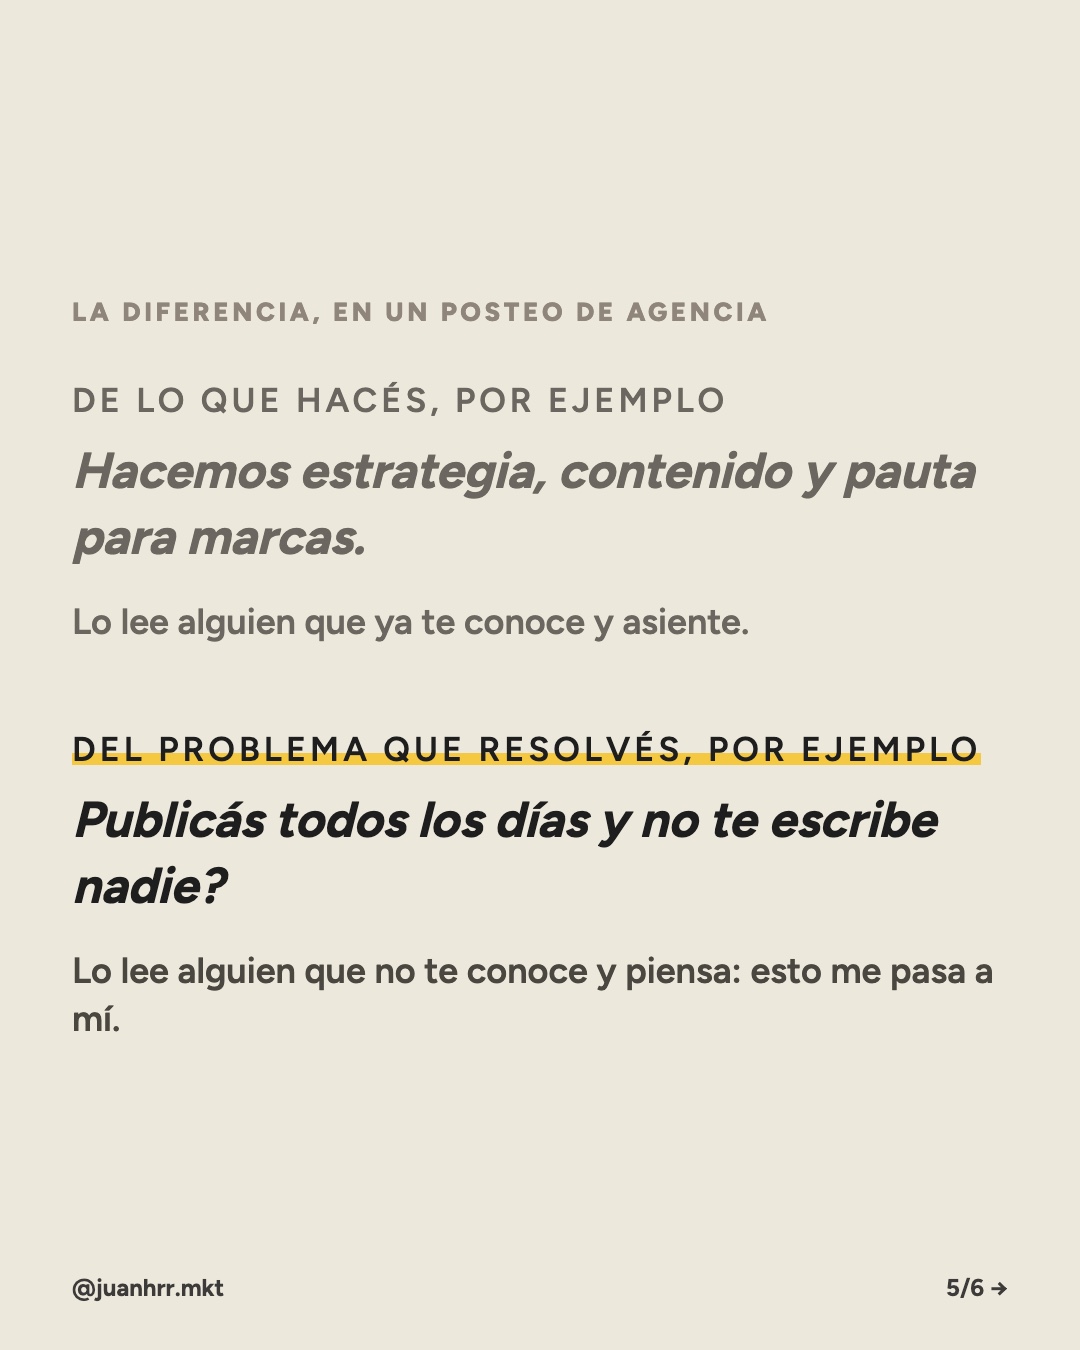 LA DIFERENCIA, EN UN POSTEO DE AGENCIA
DE LO QUE HACÉS, POR EJEMPLO
Hacemos estrategia, contenido y pauta
para marcas.
Lo lee alguien que ya te conoce y asiente.
DEL PROBLEMA QUE RESOLVÉS, POR EJEMPLO
Publicás todos los días y no te escribe
nadie?
Lo lee alguien que no te conoce y piensa: esto me pasa a
mí.
@juanhrr.mkt
5/6 →